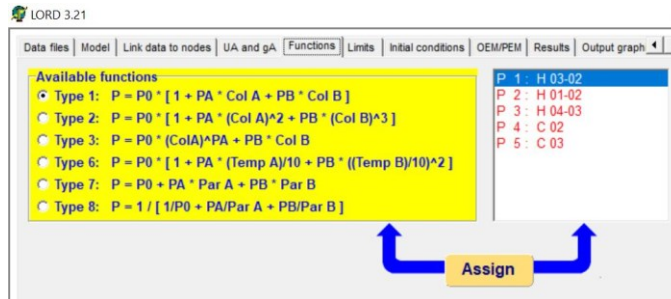 LORD 3.21
Data files | Model | Link data to nodes | UA and gA | Functions | Limits | Initial conditions | OEM/PEM | Results | Output graph
Available functions
Type 1: P = P0 * [ 1 + PA * Col A + PB * Col B ]
Type 2: P = P0 * [ 1 + PA * (Col A)^2 + PB * (Col B)^3 ]
Type 3: P = P0 * (ColA)^PA + PB * Col B
Type 6: P = P0 * [ 1 + PA * (Temp A)/10 + PB * ((Temp B)/10)^2 ]
Type 7: P = P0 + PA * Par A + PB * Par B
Type 8: P = 1 / [ 1/P0 + PA/Par A + PB/Par B ]
P 1 : H 03-02
P 2 : H 01-02
P 3 : H 04-03
P 4 : C 02
P 5 : C 03
Assign